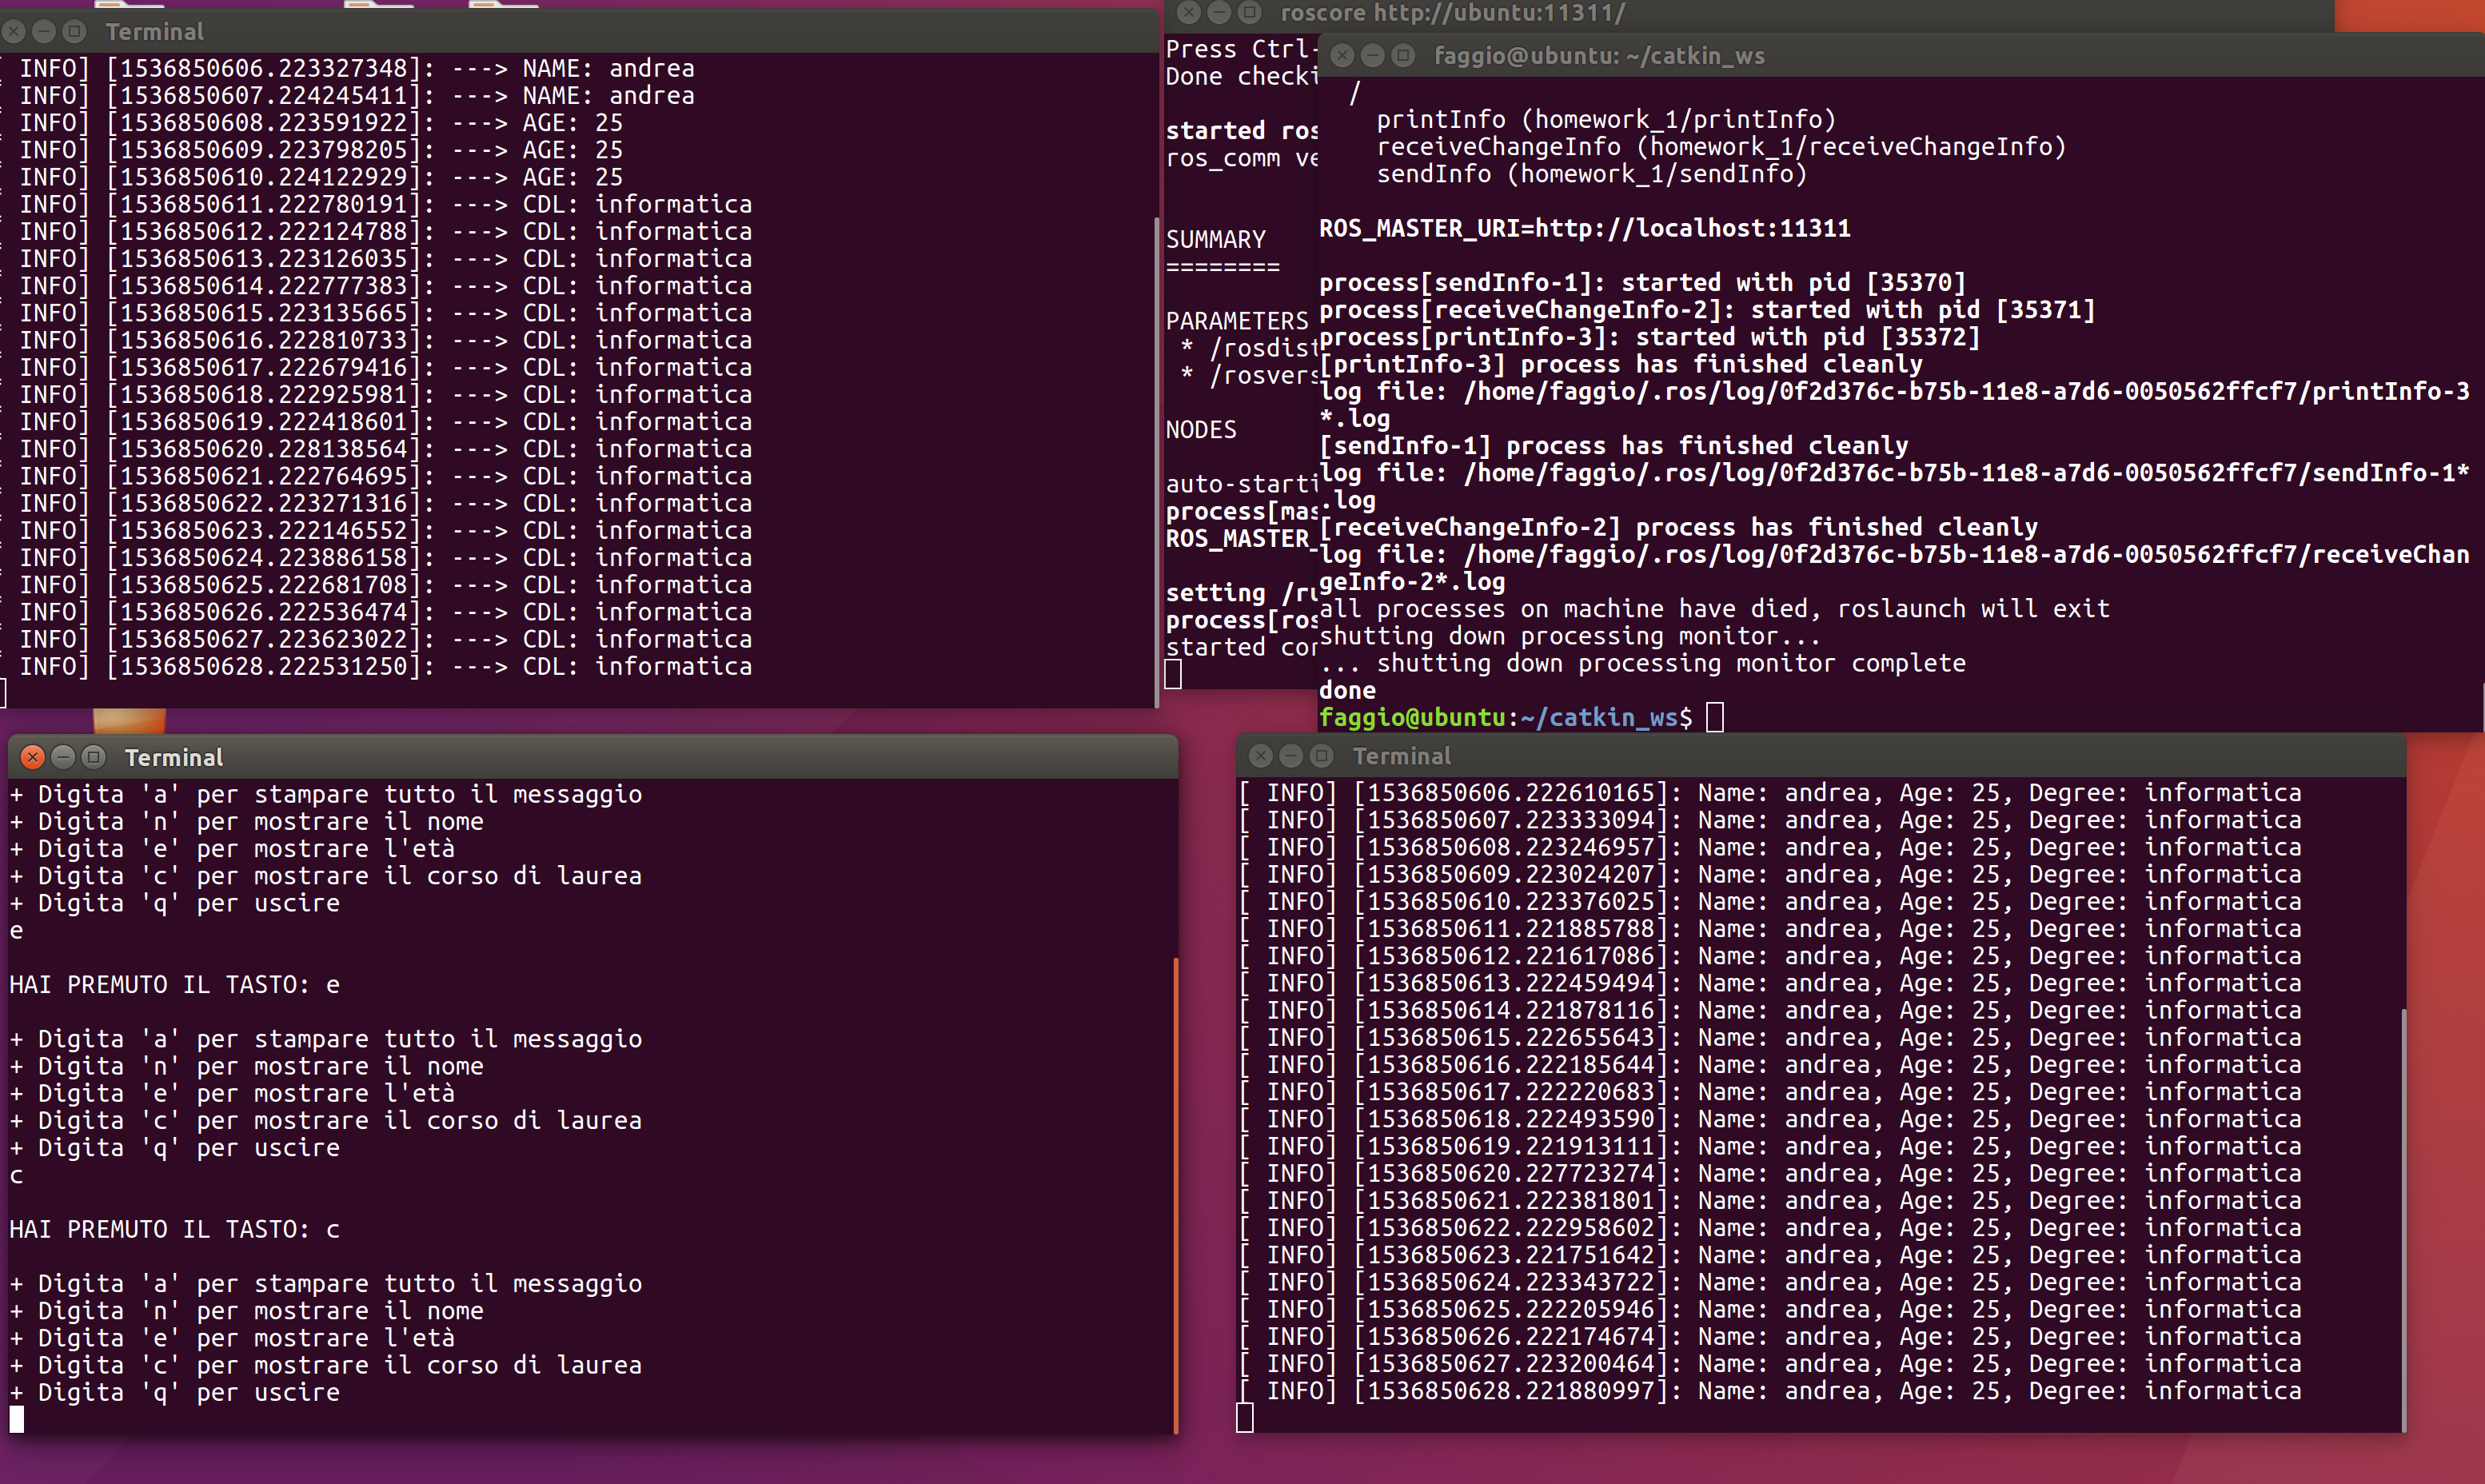 Terminal
INFO] [1536850606.223327348]: ---> NAME: andrea
INFO] [1536850607.224245411]: ---> NAME: andrea
INFO] [1536850608.223591922]: ---> AGE: 25
INFO] [1536850609.223798205]: ---> AGE: 25
INFO] [1536850610.224122929]: ---> AGE: 25
INFO] [1536850611.222780191]: ---> CDL: informatica
INFO] [1536850612.222124788]: ---> CDL: informatica
INFO] [1536850613.223126035]: ---> CDL: informatica
INFO] [1536850614.222777383]: ---> CDL: informatica
INFO] [1536850615.223135665]: ---> CDL: informatica
INFO] [1536850616.222810733]: ---> CDL: informatica
INFO] [1536850617.222679416]: ---> CDL: informatica
INFO] [1536850618.222925981]: ---> CDL: informatica
INFO] [1536850619.222418601]: ---> CDL: informatica
INFO] [1536850620.228138564]: ---> CDL: informatica
INFO] [1536850621.222764695]: ---> CDL: informatica
INFO] [1536850622.223271316]: ---> CDL: informatica
INFO] [1536850623.222146552]: ---> CDL: informatica
INFO] [1536850624.223886158]: ---> CDL: informatica
INFO] [1536850625.222681708]: ---> CDL: informatica
INFO] [1536850626.222536474]: ---> CDL: informatica
INFO] [1536850627.223623022]: ---> CDL: informatica
INFO] [1536850628.222531250]: ---> CDL: informatica
roscore http://ubuntu:11311/
Press Ctrl-
Done checki
started ros
ros_comm ve
SUMMARY
========
PARAMETERS
* /rosdist
* /rosvers
NODES
auto-starti
process[mas
ROS_MASTER_
setting /ru
process[ros
started cor
faggio@ubuntu: ~/catkin_ws
/
printInfo (homework_1/printInfo)
receiveChangeInfo (homework_1/receiveChangeInfo)
sendInfo (homework_1/sendInfo)
ROS_MASTER_URI=http://localhost:11311
process[sendInfo-1]: started with pid [35370]
process[receiveChangeInfo-2]: started with pid [35371]
process[printInfo-3]: started with pid [35372]
[printInfo-3] process has finished cleanly
log file: /home/faggio/.ros/log/0f2d376c-b75b-11e8-a7d6-0050562ffcf7/printInfo-3
*.log
[sendInfo-1] process has finished cleanly
log file: /home/faggio/.ros/log/0f2d376c-b75b-11e8-a7d6-0050562ffcf7/sendInfo-1*
.log
[receiveChangeInfo-2] process has finished cleanly
log file: /home/faggio/.ros/log/0f2d376c-b75b-11e8-a7d6-0050562ffcf7/receiveChan
geInfo-2*.log
all processes on machine have died, roslaunch will exit
shutting down processing monitor...
... shutting down processing monitor complete
done
faggio@ubuntu:~/catkin_ws$
Terminal
+ Digita 'a' per stampare tutto il messaggio
+ Digita 'n' per mostrare il nome
+ Digita 'e' per mostrare l'età
+ Digita 'c' per mostrare il corso di laurea
+ Digita 'q' per uscire
e
HAI PREMUTO IL TASTO: e
+ Digita 'a' per stampare tutto il messaggio
+ Digita 'n' per mostrare il nome
+ Digita 'e' per mostrare l'età
+ Digita 'c' per mostrare il corso di laurea
+ Digita 'q' per uscire
c
HAI PREMUTO IL TASTO: c
+ Digita 'a' per stampare tutto il messaggio
+ Digita 'n' per mostrare il nome
+ Digita 'e' per mostrare l'età
+ Digita 'c' per mostrare il corso di laurea
+ Digita 'q' per uscire
Terminal
[ INFO] [1536850606.222610165]: Name: andrea, Age: 25, Degree: informatica
[ INFO] [1536850607.223333094]: Name: andrea, Age: 25, Degree: informatica
[ INFO] [1536850608.223246957]: Name: andrea, Age: 25, Degree: informatica
[ INFO] [1536850609.223024207]: Name: andrea, Age: 25, Degree: informatica
[ INFO] [1536850610.223376025]: Name: andrea, Age: 25, Degree: informatica
[ INFO] [1536850611.221885788]: Name: andrea, Age: 25, Degree: informatica
[ INFO] [1536850612.221617086]: Name: andrea, Age: 25, Degree: informatica
[ INFO] [1536850613.222459494]: Name: andrea, Age: 25, Degree: informatica
[ INFO] [1536850614.221878116]: Name: andrea, Age: 25, Degree: informatica
[ INFO] [1536850615.222655643]: Name: andrea, Age: 25, Degree: informatica
[ INFO] [1536850616.222185644]: Name: andrea, Age: 25, Degree: informatica
[ INFO] [1536850617.222220683]: Name: andrea, Age: 25, Degree: informatica
[ INFO] [1536850618.222493590]: Name: andrea, Age: 25, Degree: informatica
[ INFO] [1536850619.221913111]: Name: andrea, Age: 25, Degree: informatica
[ INFO] [1536850620.227723274]: Name: andrea, Age: 25, Degree: informatica
[ INFO] [1536850621.222381801]: Name: andrea, Age: 25, Degree: informatica
[ INFO] [1536850622.222958602]: Name: andrea, Age: 25, Degree: informatica
[ INFO] [1536850623.221751642]: Name: andrea, Age: 25, Degree: informatica
[ INFO] [1536850624.223343722]: Name: andrea, Age: 25, Degree: informatica
[ INFO] [1536850625.222205946]: Name: andrea, Age: 25, Degree: informatica
[ INFO] [1536850626.222174674]: Name: andrea, Age: 25, Degree: informatica
[ INFO] [1536850627.223200464]: Name: andrea, Age: 25, Degree: informatica
[ INFO] [1536850628.221880997]: Name: andrea, Age: 25, Degree: informatica